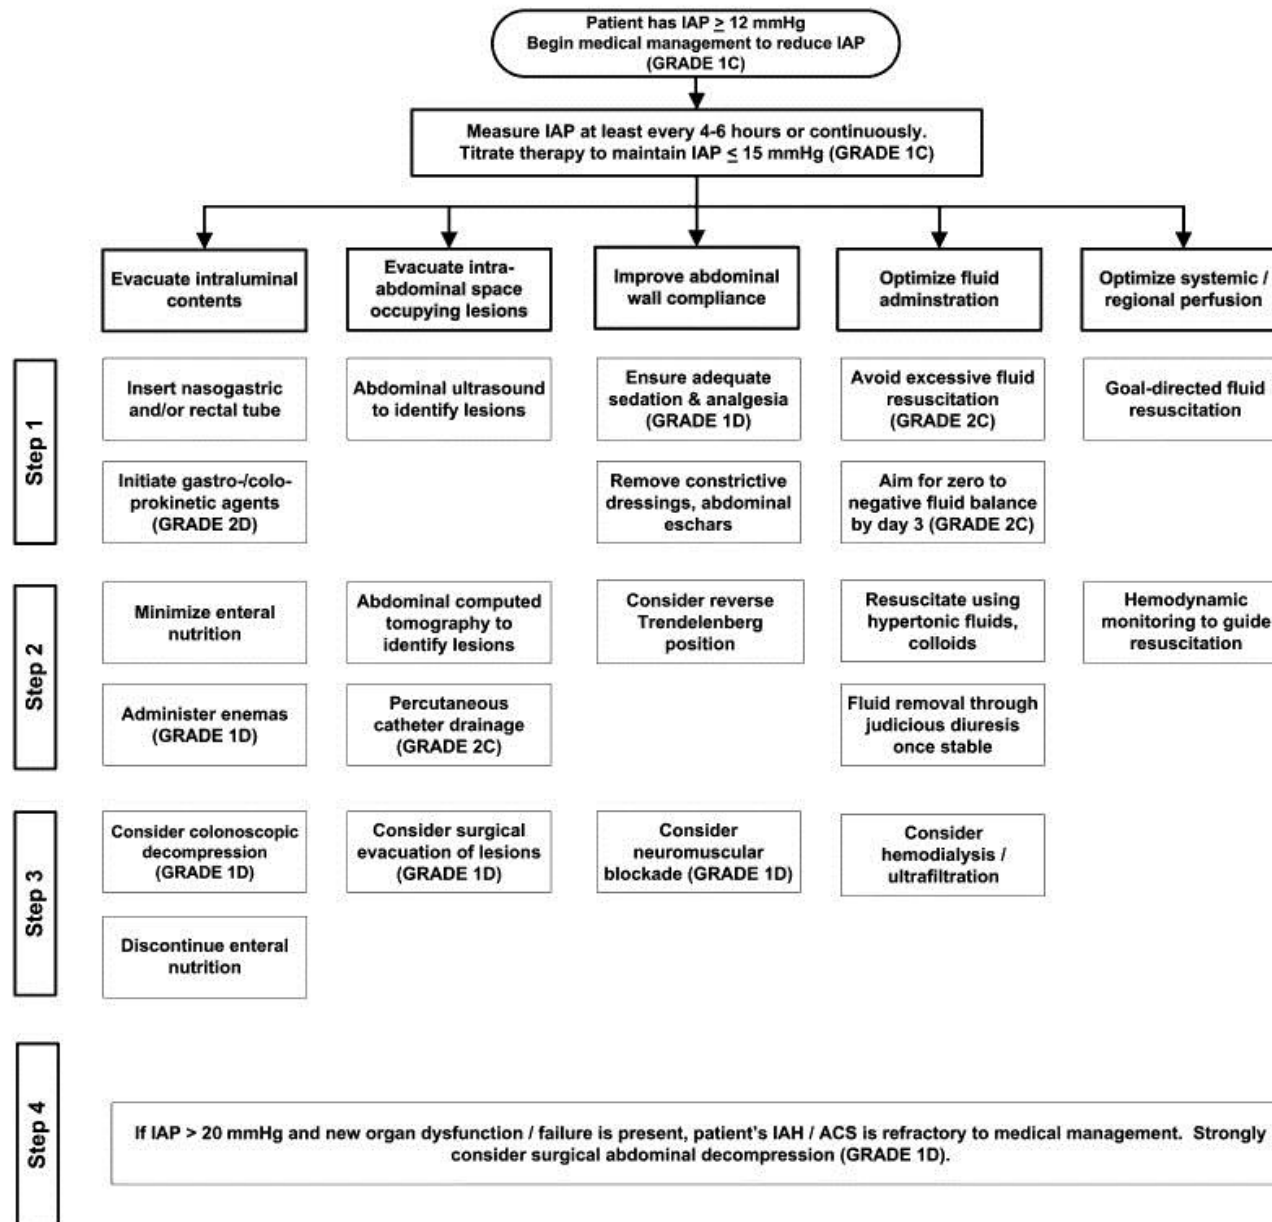 Patient has IAP ≥ 12 mmHg
Begin medical management to reduce IAP
(GRADE 1C)
Measure IAP at least every 4-6 hours or continuously.
Titrate therapy to maintain IAP ≤ 15 mmHg (GRADE 1C)
Evacuate intraluminal
contents
Evacuate intra-
abdominal space
occupying lesions
Improve abdominal
wall compliance
Optimize fluid
adminstration
Optimize systemic /
regional perfusion
Step 1
Insert nasogastric
and/or rectal tube
Abdominal ultrasound
to identify lesions
Ensure adequate
sedation & analgesia
(GRADE 1D)
Avoid excessive fluid
resuscitation
(GRADE 2C)
Goal-directed fluid
resuscitation
Initiate gastro-/colo-
prokinetic agents
(GRADE 2D)
Remove constrictive
dressings, abdominal
eschars
Aim for zero to
negative fluid balance
by day 3 (GRADE 2C)
Step 2
Minimize enteral
nutrition
Abdominal computed
tomography to
identify lesions
Consider reverse
Trendelenberg
position
Resuscitate using
hypertonic fluids,
colloids
Hemodynamic
monitoring to guide
resuscitation
Administer enemas
(GRADE 1D)
Percutaneous
catheter drainage
(GRADE 2C)
Fluid removal through
judicious diuresis
once stable
Step 3
Consider colonoscopic
decompression
(GRADE 1D)
Consider surgical
evacuation of lesions
(GRADE 1D)
Consider
neuromuscular
blockade (GRADE 1D)
Consider
hemodialysis /
ultrafiltration
Discontinue enteral
nutrition
Step 4
If IAP > 20 mmHg and new organ dysfunction / failure is present, patient's IAH / ACS is refractory to medical management. Strongly
consider surgical abdominal decompression (GRADE 1D).